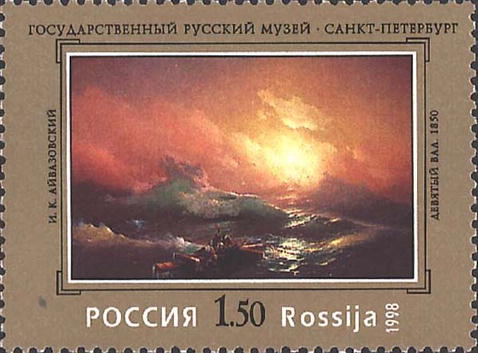 ГОСУДАРСТВЕННЫЙ РУССКИЙ МУЗЕЙ · САНКТ-ПЕТЕРБУРГ
И. К. АЙВАЗОВСКИЙ
ДЕВЯТЫЙ ВАЛ. 1850
РОССИЯ 1.50 Rossija 1998